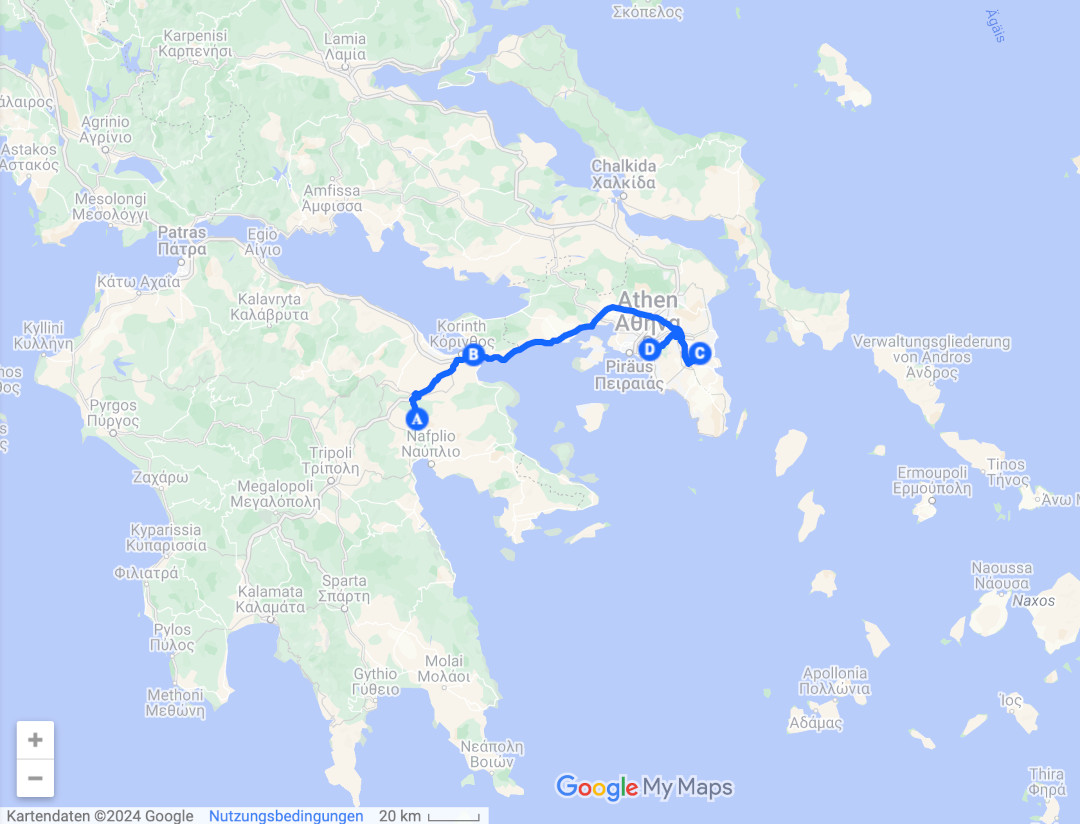 Σκόπελος
Ägäis
Karpenisi
Καρπενήσι
Lamia
Λαμία
άλαιρος
Agrinio
Αγρίνιο
Astakos
Αστακός
Chalkida
Χαλκίδα
Amfissa
Άμφισσα
Mesolongi
Μεσολόγγι
Patras
Πάτρα
Egio
Αίγιο
Κάτω Αχαΐα
Kalavryta
Καλάβρυτα
Athen
Αθήνα
Kyllini
Κυλλήνη
Korinth
Κόρινθος
B
D
C
Piräus
Πειραιάς
Verwaltungsgliederung
von Andros
Άνδρος
nos
θος
Pyrgos
Πύργος
A
Nafplio
Ναύπλιο
Tripoli
Τρίπολη
Ζαχάρω
Megalopoli
Μεγαλόπολη
Ermoupoli
Ερμούπολη
Tinos
Τήνος
Άνω Μ
Kyparissia
Κυπαρισσία
Φιλιατρά
Sparta
Σπάρτη
Kalamata
Καλαμάτα
Naoussa
Νάουσα
Naxos
Pylos
Πύλος
Molai
Μολάοι
Gythio
Γύθειο
Methoni
Μεθώνη
Apollonia
Απολλωνία
Αδάμας
Ίος
Νεάπολη
Βοιών
Thira
Φηρά
+
−
Google My Maps
Kartendaten ©2024 Google Nutzungsbedingungen 20 km